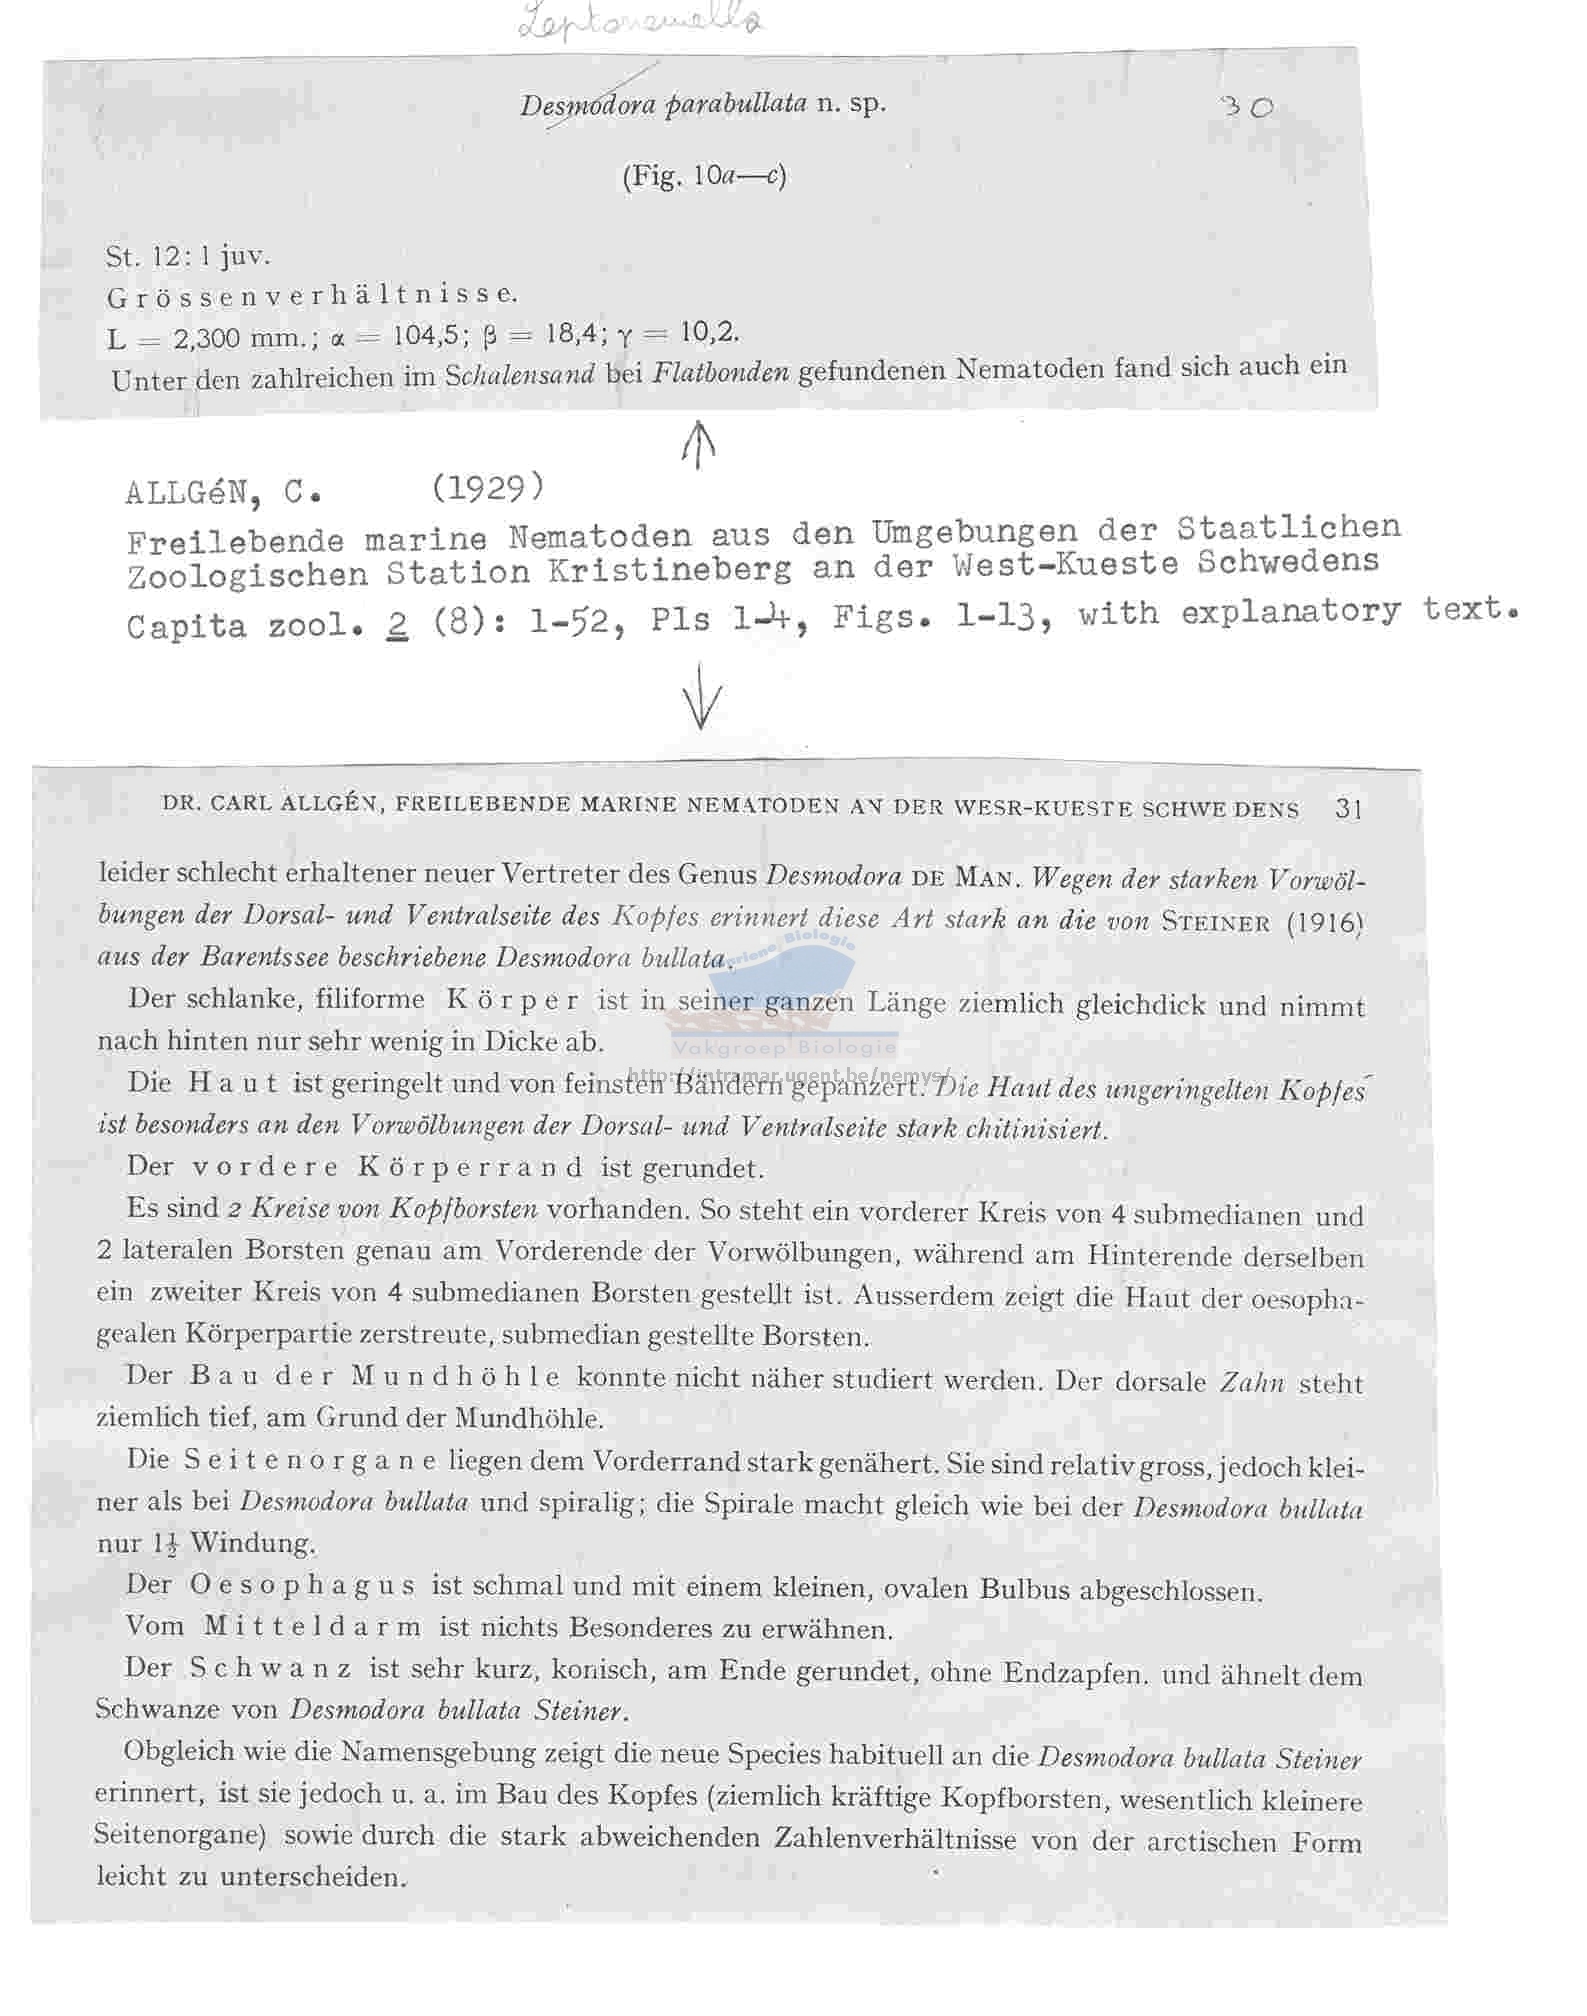 Leptonemella
Desmodora parabullata n. sp.
30
(Fig. 10a—c)
St. 12: 1 juv.
Grössenverhältnisse.
L = 2,300 mm.; α = 104,5; β = 18,4; γ = 10,2.
Unter den zahlreichen im Schalensand bei Flatbonden gefundenen Nematoden fand sich auch ein
ALLGéN, C. (1929)
Freilebende marine Nematoden aus den Umgebungen der Staatlichen
Zoologischen Station Kristineberg an der West-Kueste Schwedens
Capita zool. 2 (8): 1-52, Pls 1-4, Figs. 1-13, with explanatory text.
DR. CARL ALLGÉN, FREILEBENDE MARINE NEMATODEN AN DER WESR-KUESTE SCHWEDENS 31
leider schlecht erhaltener neuer Vertreter des Genus Desmodora DE MAN. Wegen der starken Vorwöl-
bungen der Dorsal- und Ventralseite des Kopfes erinnert diese Art stark an die von STEINER (1916)
aus der Barentssee beschriebene Desmodora bullata.
Der schlanke, filiforme Körper ist in seiner ganzen Länge ziemlich gleichdick und nimmt
nach hinten nur sehr wenig in Dicke ab.
Die Haut ist geringelt und von feinsten Bändern gepanzert. Die Haut des ungeringelten Kopfes
ist besonders an den Vorwölbungen der Dorsal- und Ventralseite stark chitinisiert.
Der vordere Körperrand ist gerundet.
Es sind 2 Kreise von Kopfborsten vorhanden. So steht ein vorderer Kreis von 4 submedianen und
2 lateralen Borsten genau am Vorderende der Vorwölbungen, während am Hinterende derselben
ein zweiter Kreis von 4 submedianen Borsten gestellt ist. Ausserdem zeigt die Haut der oesopha-
gealen Körperpartie zerstreute, submedian gestellte Borsten.
Der Bau der Mundhöhle konnte nicht näher studiert werden. Der dorsale Zahn steht
ziemlich tief, am Grund der Mundhöhle.
Die Seitenorgane liegen dem Vorderrand stark genähert. Sie sind relativ gross, jedoch klei-
ner als bei Desmodora bullata und spiralig; die Spirale macht gleich wie bei der Desmodora bullata
nur 1½ Windung.
Der Oesophagus ist schmal und mit einem kleinen, ovalen Bulbus abgeschlossen.
Vom Mitteldarm ist nichts Besonderes zu erwähnen.
Der Schwanz ist sehr kurz, konisch, am Ende gerundet, ohne Endzapfen. und ähnelt dem
Schwanze von Desmodora bullata Steiner.
Obgleich wie die Namensgebung zeigt die neue Species habituell an die Desmodora bullata Steiner
erinnert, ist sie jedoch u. a. im Bau des Kopfes (ziemlich kräftige Kopfborsten, wesentlich kleinere
Seitenorgane) sowie durch die stark abweichenden Zahlenverhältnisse von der arctischen Form
leicht zu unterscheiden.
Mariene Biologie
Vakgroep Biologie
http://intramar.ugent.be/nemys/